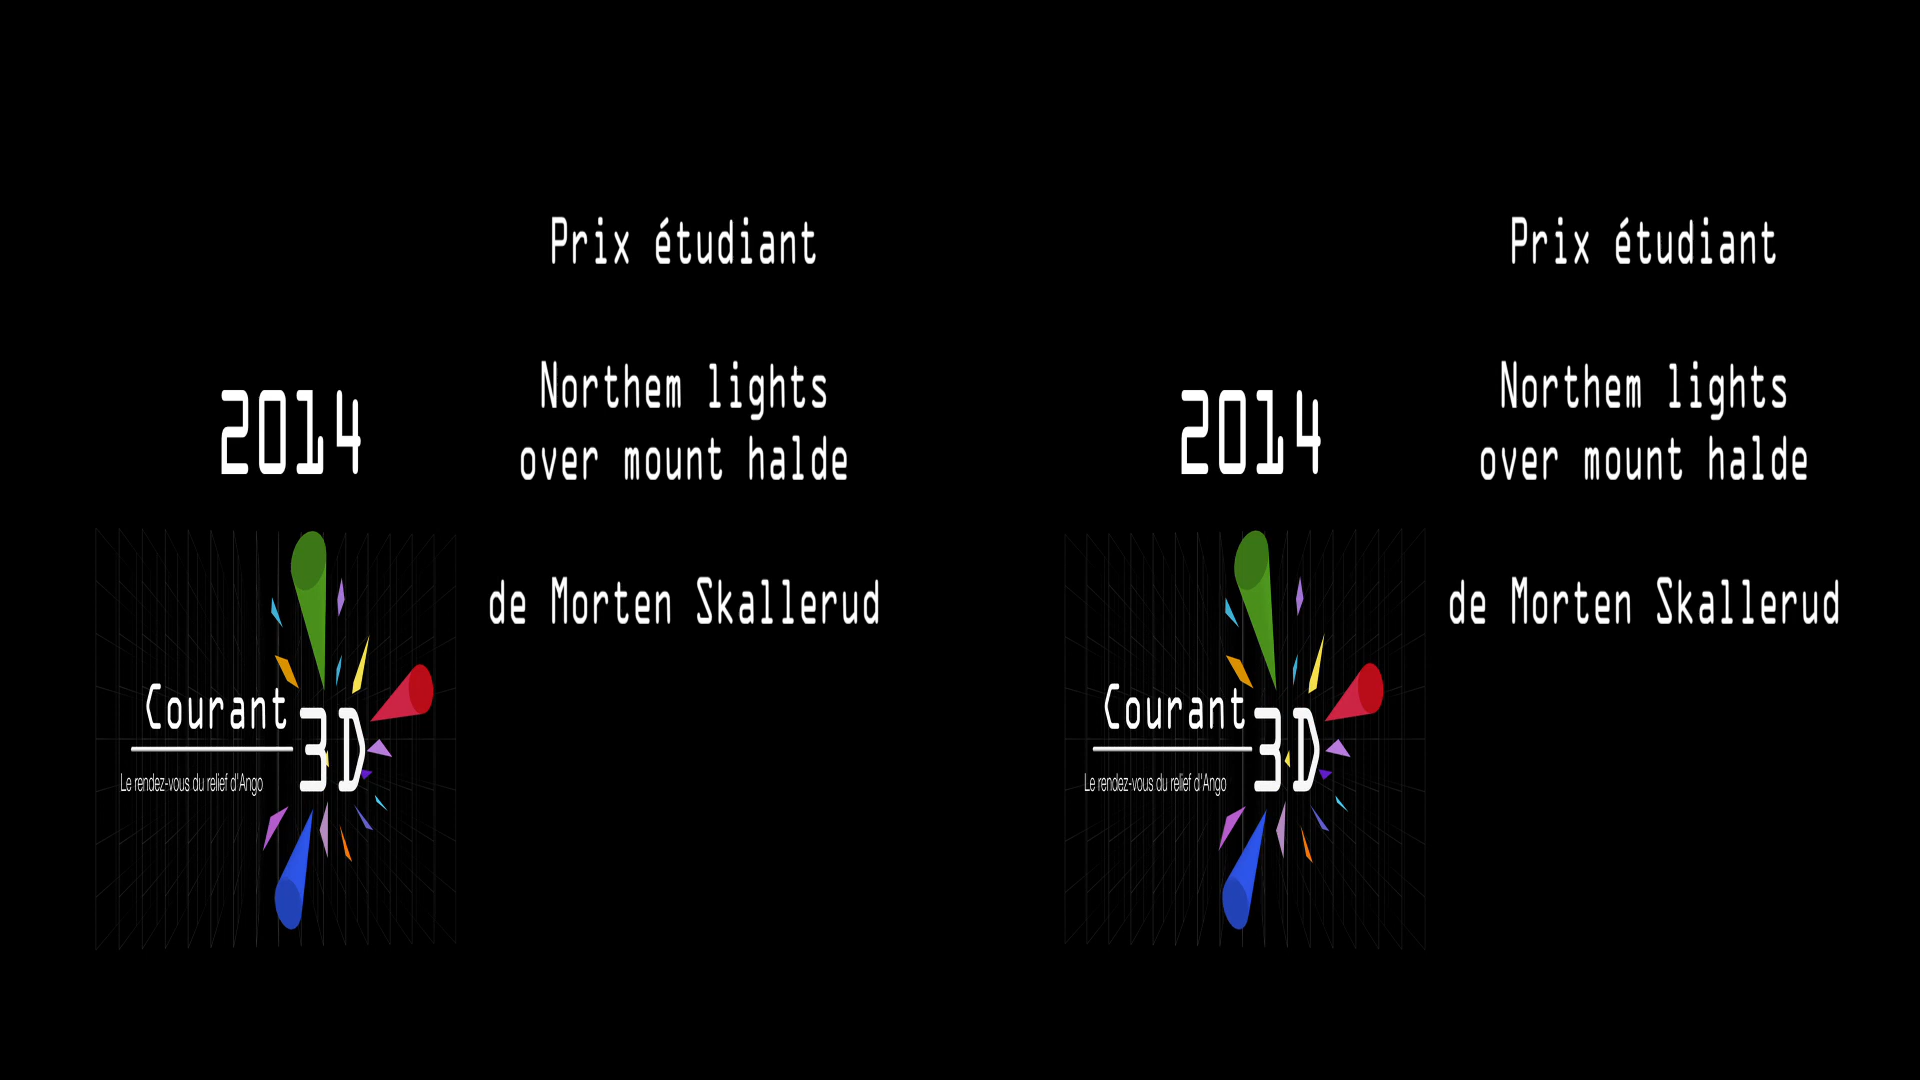 Prix étudiant
Northem lights
over mount halde
de Morten Skallerud
2014
Courant
3D
Le rendez-vous du relief d'Ango
Prix étudiant
Northem lights
over mount halde
de Morten Skallerud
2014
Courant
3D
Le rendez-vous du relief d'Ango